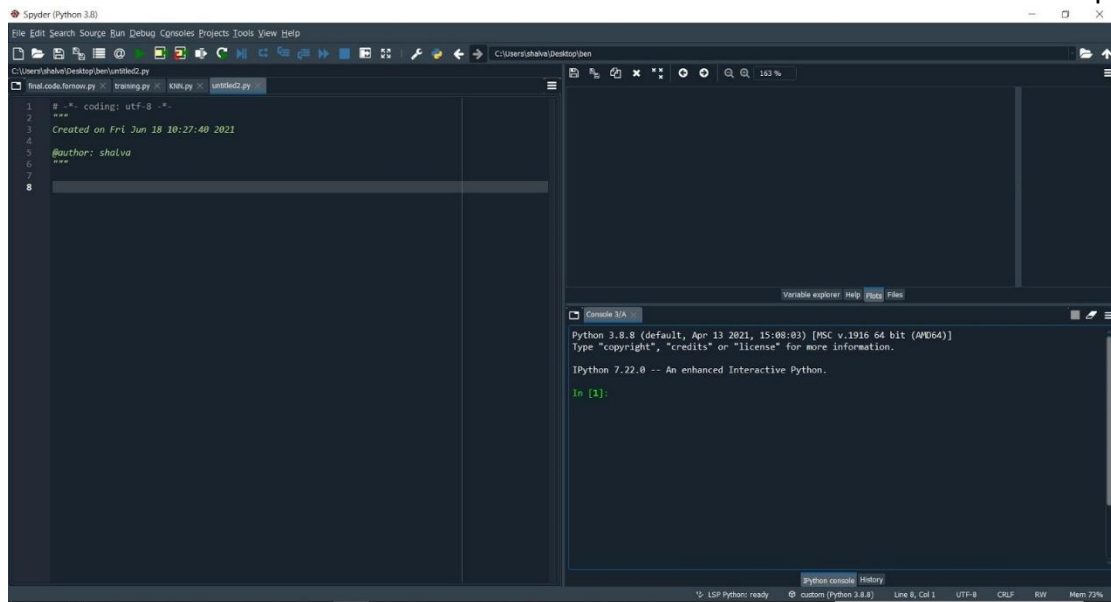 Spyder (Python 3.8)
File Edit Search Source Run Debug Consoles Projects Tools View Help
C:\Users\shalva\Desktop\ben
C:\Users\shalva\Desktop\ben\untitled2.py
final.code.fornow.py training.py KNN.py untitled2.py
163 %
1 # -*- coding: utf-8 -*-
2 """
3 Created on Fri Jun 18 10:27:40 2021
4
5 @author: shalva
6 """
7
8
Variable explorer Help Plots Files
Console 3/A
Python 3.8.8 (default, Apr 13 2021, 15:08:03) [MSC v.1916 64 bit (AMD64)]
Type "copyright", "credits" or "license" for more information.
IPython 7.22.0 -- An enhanced Interactive Python.
In [1]:
IPython console History
LSP Python: ready custom (Python 3.8.8) Line 8, Col 1 UTF-8 CRLF RW Mem 73%